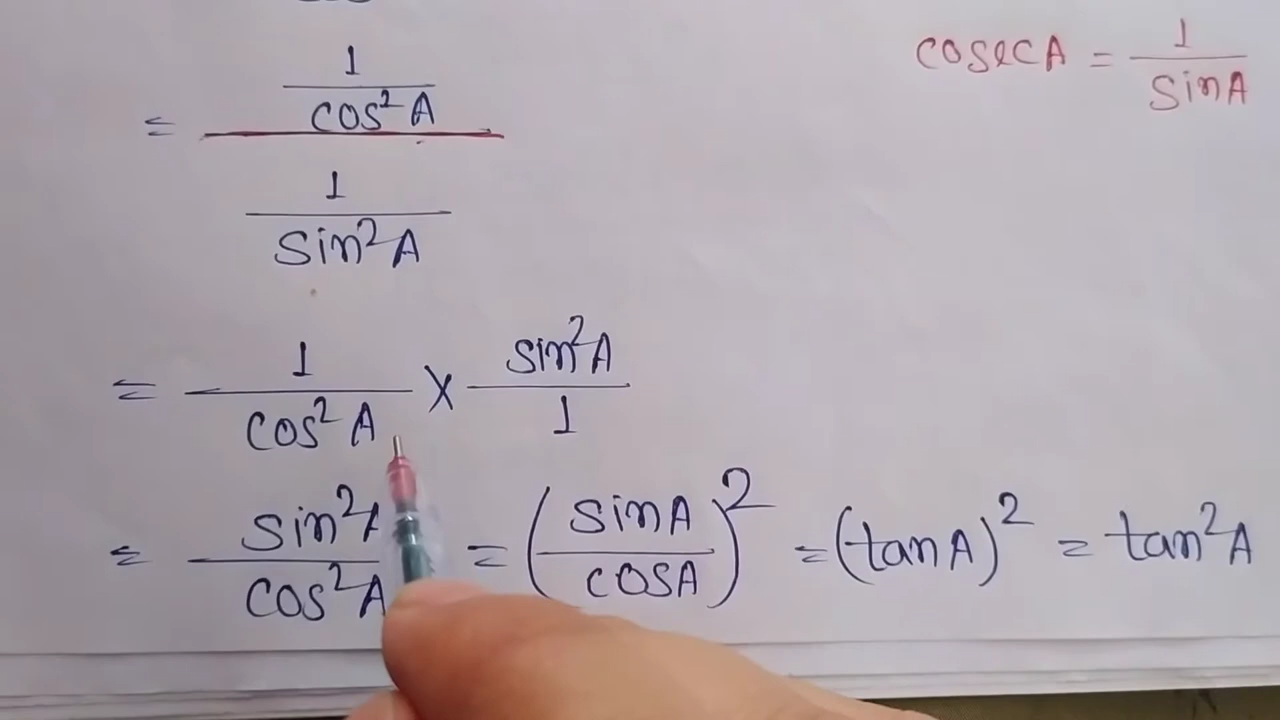 cosecA = 1/sinA
= (1/cos²A)/(1/sin²A)
= 1/cos²A × sin²A/1
= sin²A/cos²A = (sinA/cosA)² = (tanA)² = tan²A